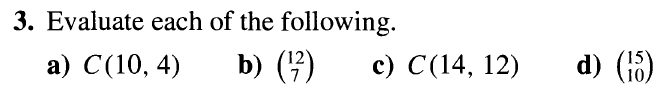 3. Evaluate each of the following.
a) C(10, 4) b) (12 7) c) C(14, 12) d) (15 10)